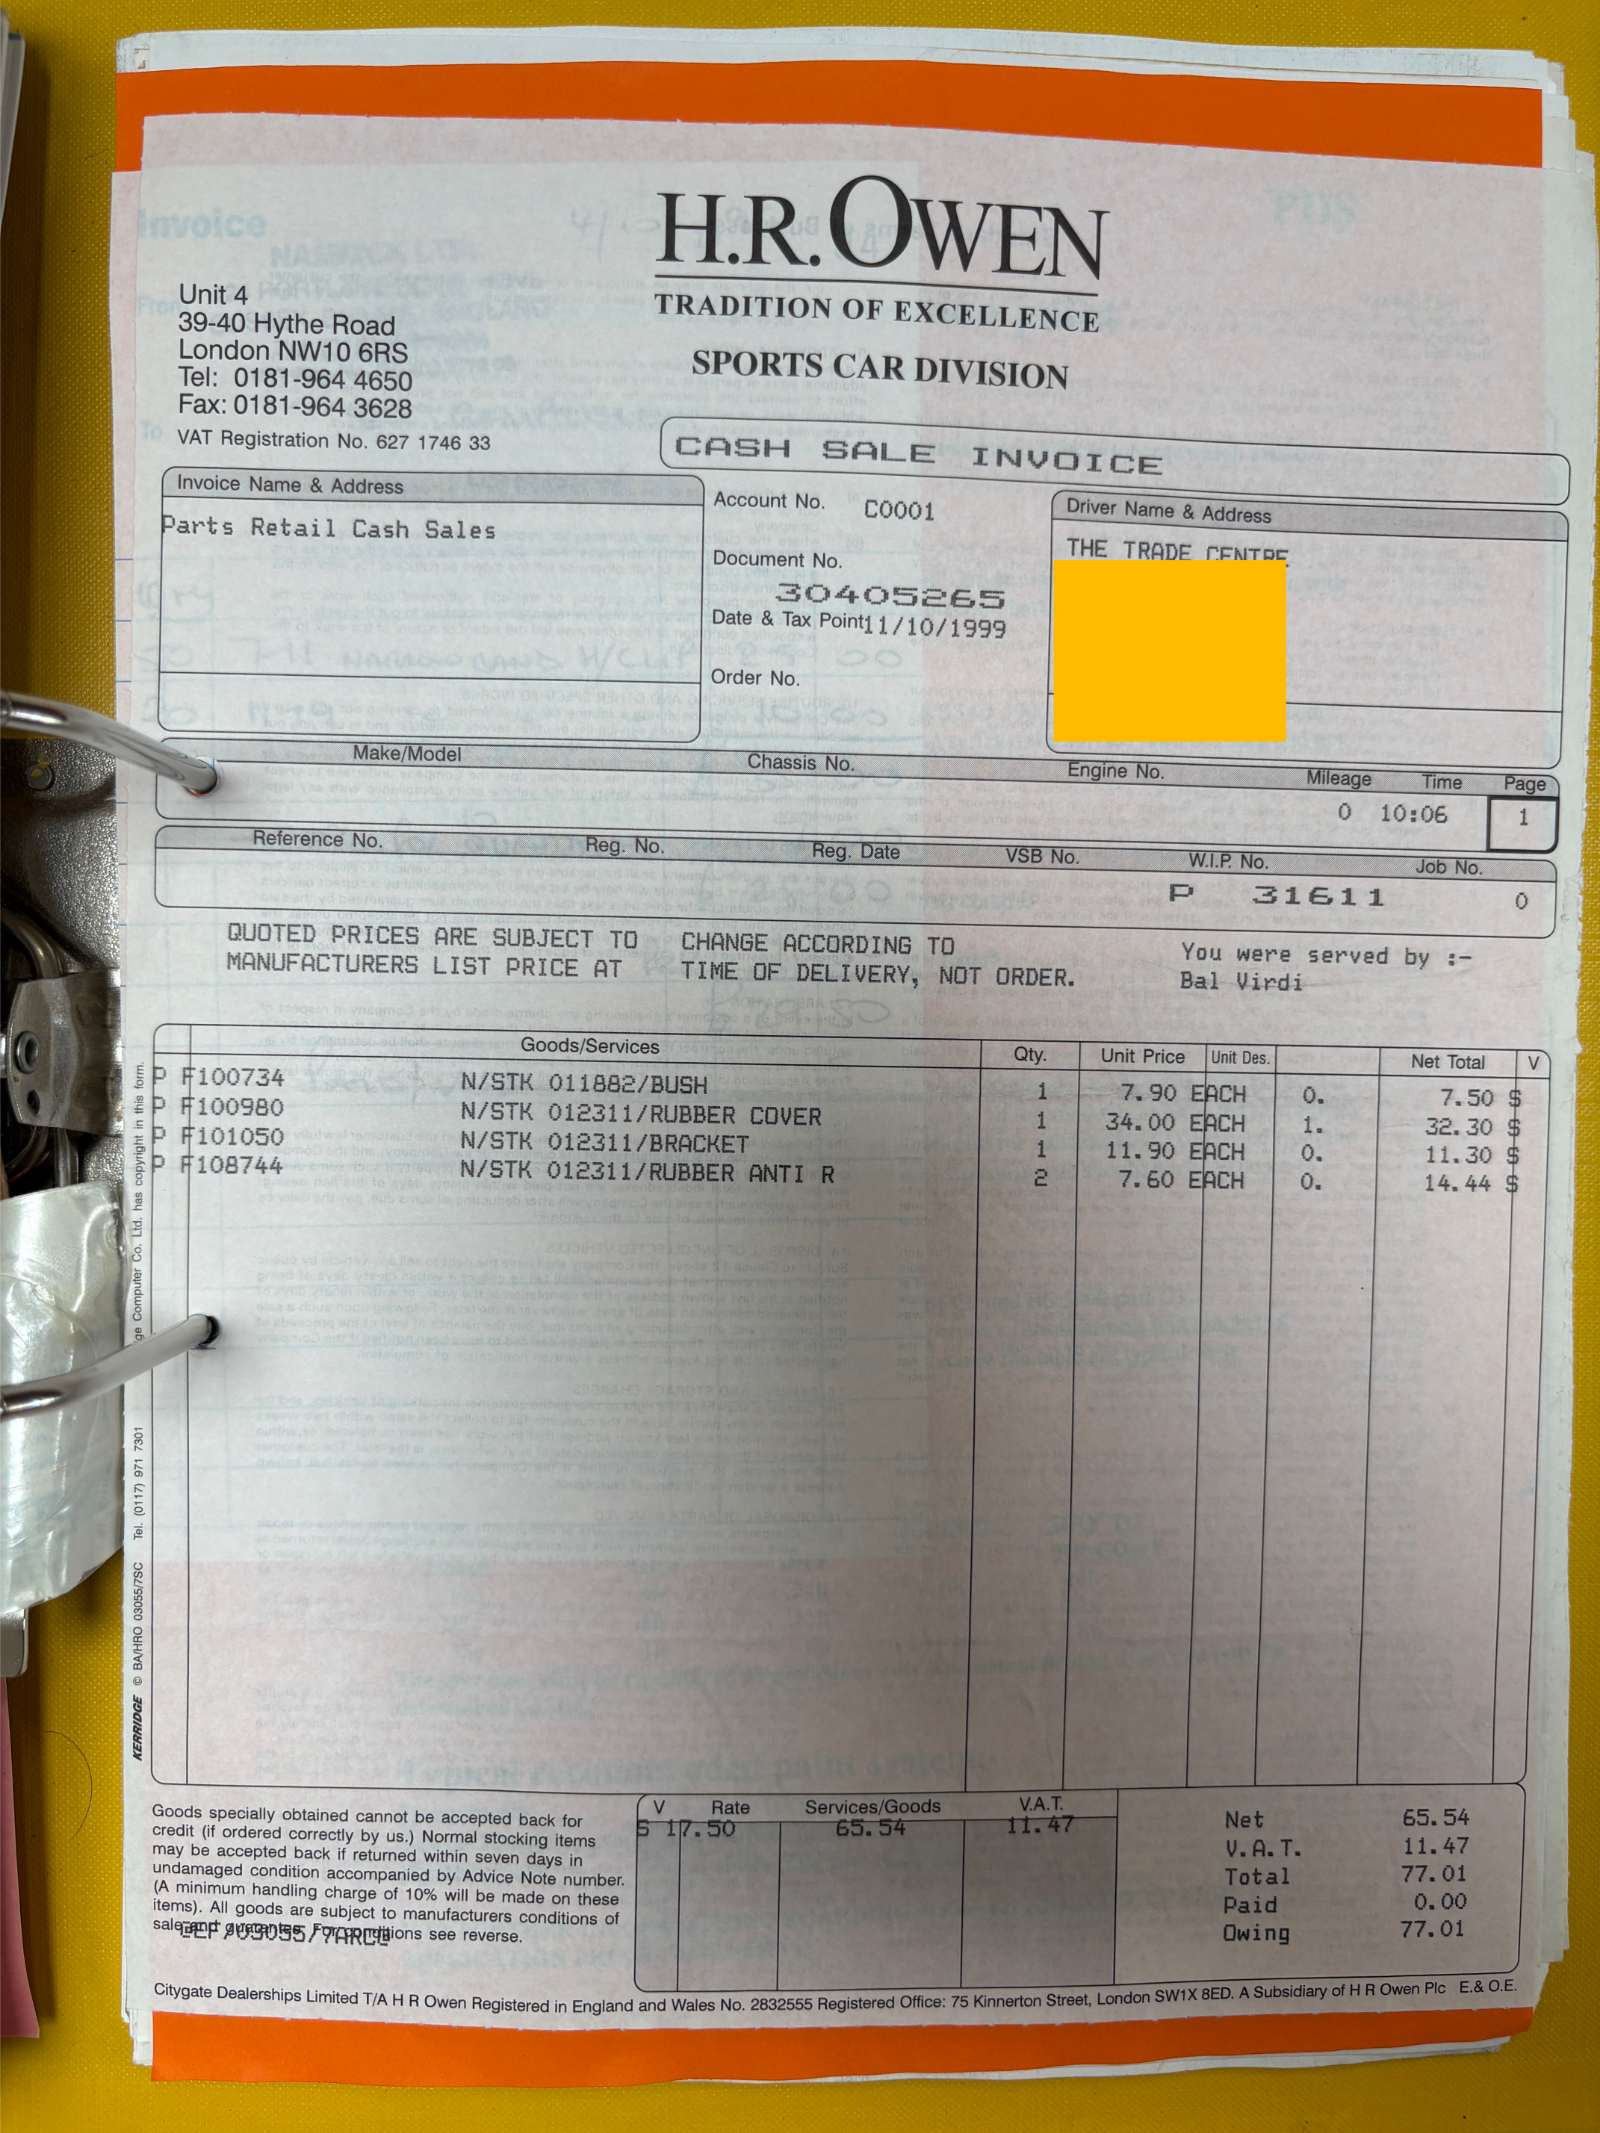 H.R. OWEN
TRADITION OF EXCELLENCE
SPORTS CAR DIVISION
Unit 4
39-40 Hythe Road
London NW10 6RS
Tel: 0181-964 4650
Fax: 0181-964 3628
VAT Registration No. 627 1746 33
CASH SALE INVOICE
Invoice Name & Address
Parts Retail Cash Sales
Account No. C0001
Document No.
30405265
Date & Tax Point 11/10/1999
Order No.
Driver Name & Address
THE TRADE CENTRE
Make/Model Chassis No. Engine No. Mileage Time Page
0 10:06 1
Reference No. Reg. No. Reg. Date VSB No. W.I.P. No. Job No.
P 31611 0
QUOTED PRICES ARE SUBJECT TO CHANGE ACCORDING TO
MANUFACTURERS LIST PRICE AT TIME OF DELIVERY, NOT ORDER.
You were served by :-
Bal Virdi
Goods/Services Qty. Unit Price Unit Des. Net Total V
P F100734 N/STK 011882/BUSH 1 7.90 EACH 0. 7.50 S
P F100980 N/STK 012311/RUBBER COVER 1 34.00 EACH 1. 32.30 S
P F101050 N/STK 012311/BRACKET 1 11.90 EACH 0. 11.30 S
P F108744 N/STK 012311/RUBBER ANTI R 2 7.60 EACH 0. 14.44 S
KERRIDGE © BA/HRO 03055/7SC Tel. (0117) 971 7301 ge Computer Co. Ltd. has copyright in this form.
Goods specially obtained cannot be accepted back for
credit (if ordered correctly by us.) Normal stocking items
may be accepted back if returned within seven days in
undamaged condition accompanied by Advice Note number.
(A minimum handling charge of 10% will be made on these
items). All goods are subject to manufacturers conditions of
sale and guarantee. For conditions see reverse.
V Rate Services/Goods V.A.T.
S 17.50 65.54 11.47
Net 65.54
V.A.T. 11.47
Total 77.01
Paid 0.00
Owing 77.01
Citygate Dealerships Limited T/A H R Owen Registered in England and Wales No. 2832555 Registered Office: 75 Kinnerton Street, London SW1X 8ED. A Subsidiary of H R Owen Plc E.& O.E.